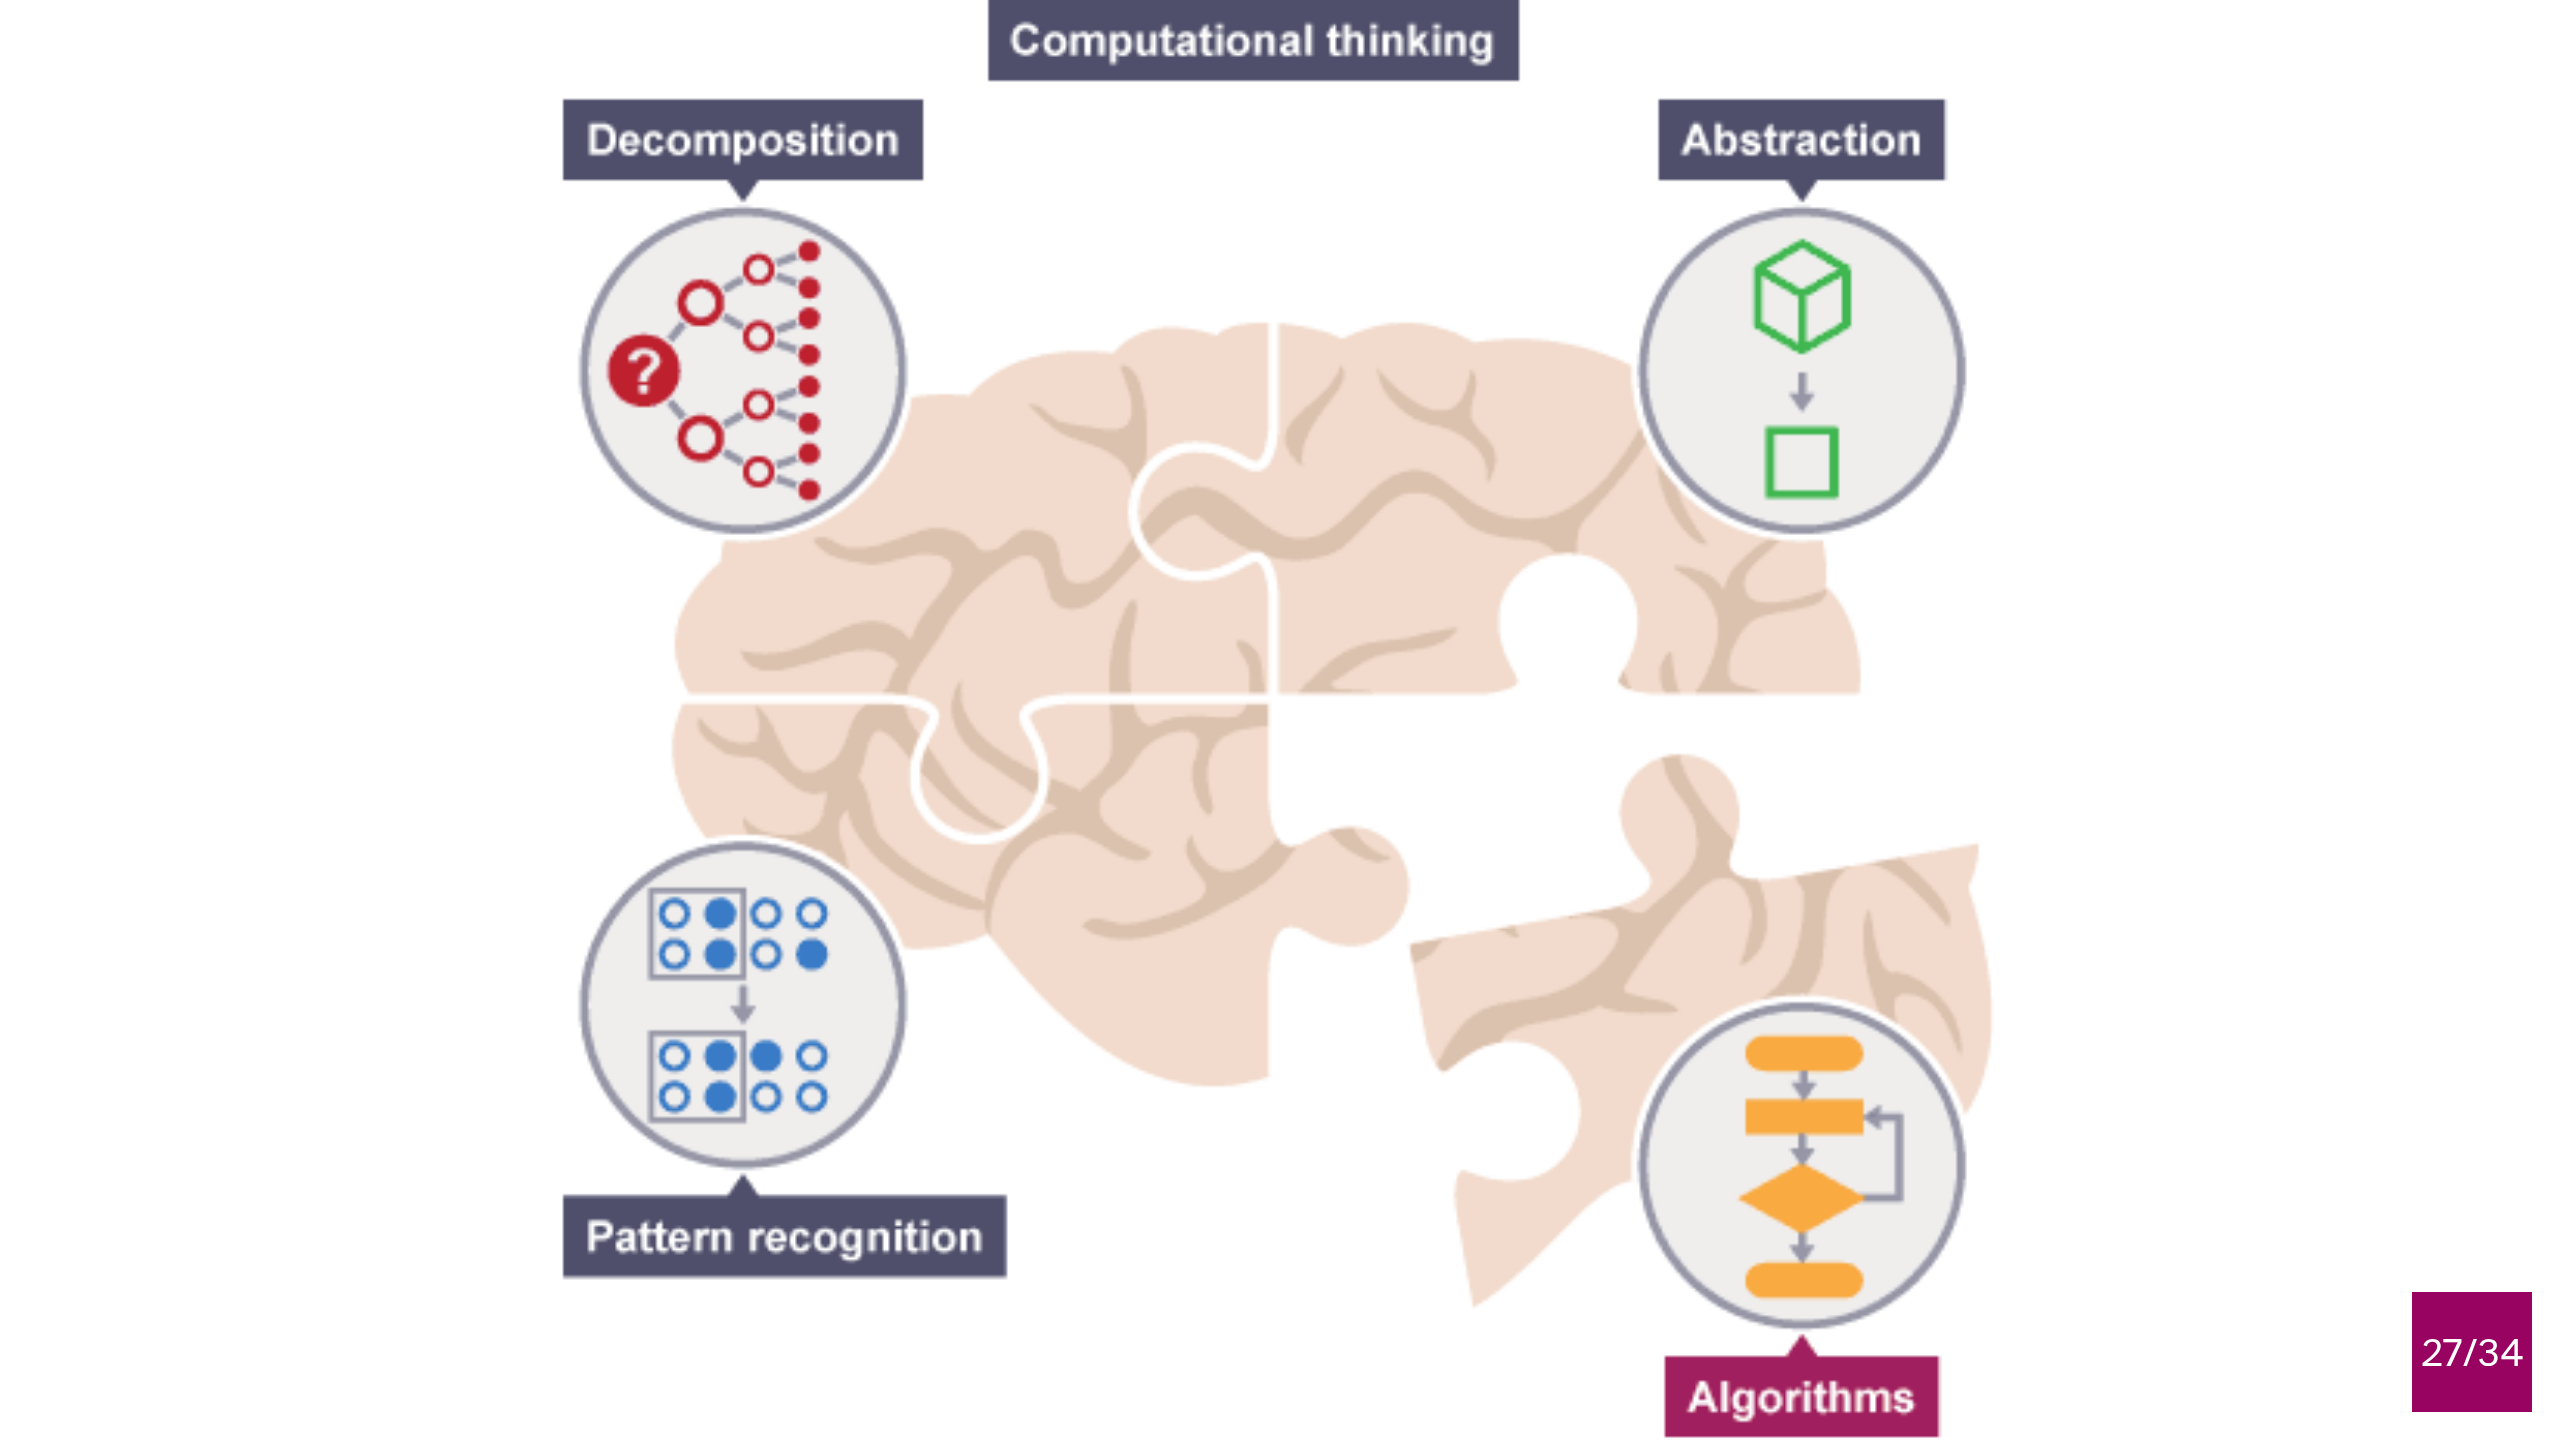 Computational thinking
Decomposition
Abstraction
?
Pattern recognition
Algorithms
27/34